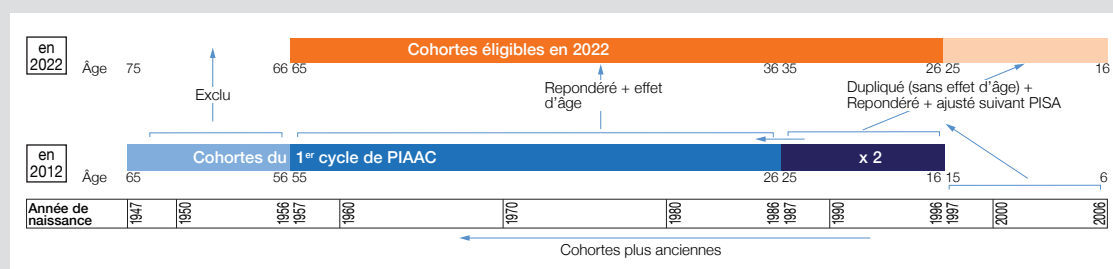 en
2022
Cohortes éligibles en 2022
Âge 75 66 65 36 35 26 25 16
Exclu
Repondéré + effet
d'âge
Dupliqué (sans effet d'âge) +
Repondéré + ajusté suivant PISA
en
2012
Cohortes du 1er cycle de PIAAC x 2
Âge 65 56 55 26 25 16 15 6
Année de
naissance
1947 1950 1956 1957 1960 1970 1980 1986 1987 1990 1996 1997 2000 2006
Cohortes plus anciennes